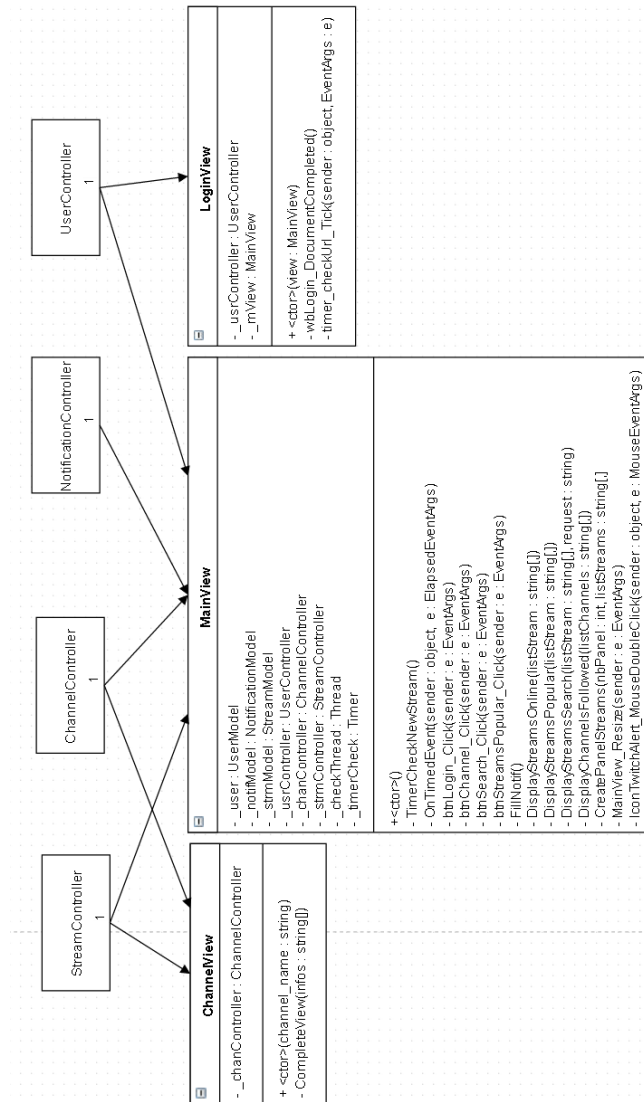 StreamController
1
ChannelController
1
NotificationController
1
UserController
1
ChannelView
- _chanController : ChannelController
+ <ctor>(channel_name : string)
- CompleteView(infos : string[])
MainView
- _user : UserModel
- _notifModel : NotificationModel
- _strmModel : StreamModel
- _usrController : UserController
- _chanController : ChannelController
- _strmController : StreamController
- _checkThread : Thread
- _timerCheck : Timer
+<ctor>()
- TimerCheckNewStream()
- OnTimedEvent(sender : object, e : ElapsedEventArgs)
- btnLogin_Click(sender : e : EventArgs)
- btnChannel_Click(sender : e : EventArgs)
- btnSearch_Click(sender : e : EventArgs)
- btnStreamsPopular_Click(sender : e : EventArgs)
- FillNotif()
- DisplayStreamsOnline(listStream : string[,])
- DisplayStreamsPopular(listStream : string[,])
- DisplayStreamsSearch(listStream : string[,], request : string)
- DisplayChannelsFollowed(listChannels : string[,])
- CreatePanelStreams(nbPanel : int, listStreams : string[,]
- MainView_Resize(sender : e : EventArgs)
- IconTwitchAlert_MouseDoubleClick(sender : object, e : MouseEventArgs)
LoginView
- _usrController : UserController
- _mView : MainView
+ <ctor>(view : MainView)
- wbLogin_DocumentCompleted()
- timer_checkUrl_Tick(sender : object, EventArgs : e)